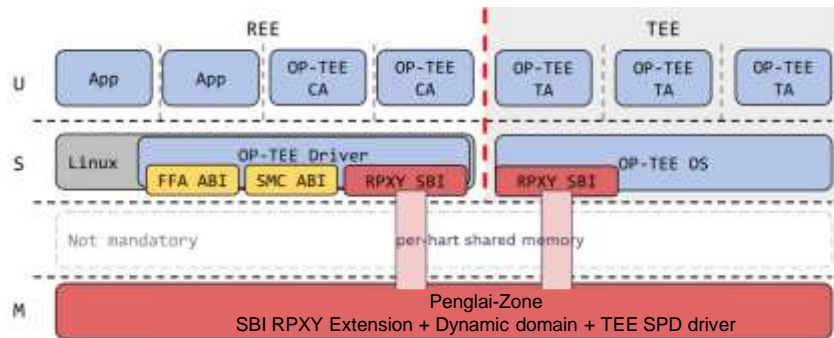 REE
TEE
U
App
App
OP-TEE
CA
OP-TEE
CA
OP-TEE
TA
OP-TEE
TA
OP-TEE
TA
S
Linux
OP-TEE Driver
FFA ABI
SMC ABI
RPXY SBI
RPXY SBI
OP-TEE OS
Not mandatory
per-hart shared memory
M
Penglai-Zone
SBI RPXY Extension + Dynamic domain + TEE SPD driver